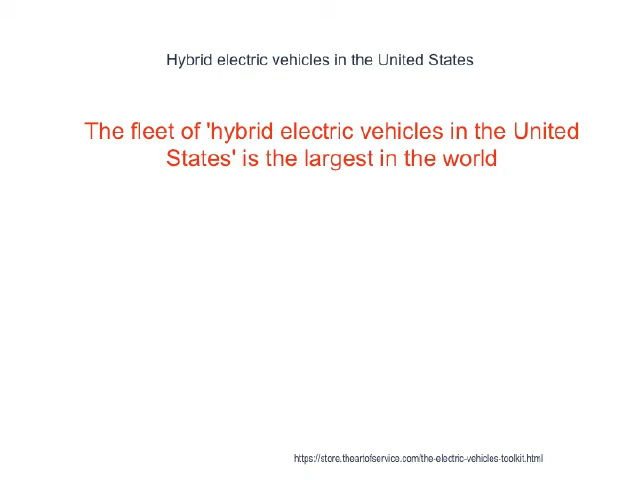 Hybrid electric vehicles in the United States
The fleet of 'hybrid electric vehicles in the United
States' is the largest in the world
https://store.theartofservice.com/the-electric-vehicles-toolkit.html